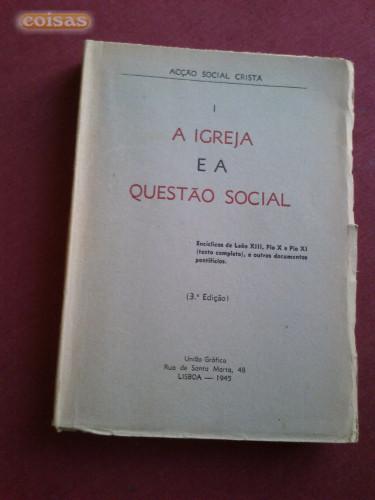 coisas
ACÇÃO SOCIAL CRISTÃ
I
A IGREJA
E A
QUESTÃO SOCIAL
Encíclicas de Leão XIII, Pio X e Pio XI
(texto completo), e outros documentos
pontifícios.
(3.ª Edição)
União Gráfica
Rua de Santa Marta, 48
LISBOA — 1945